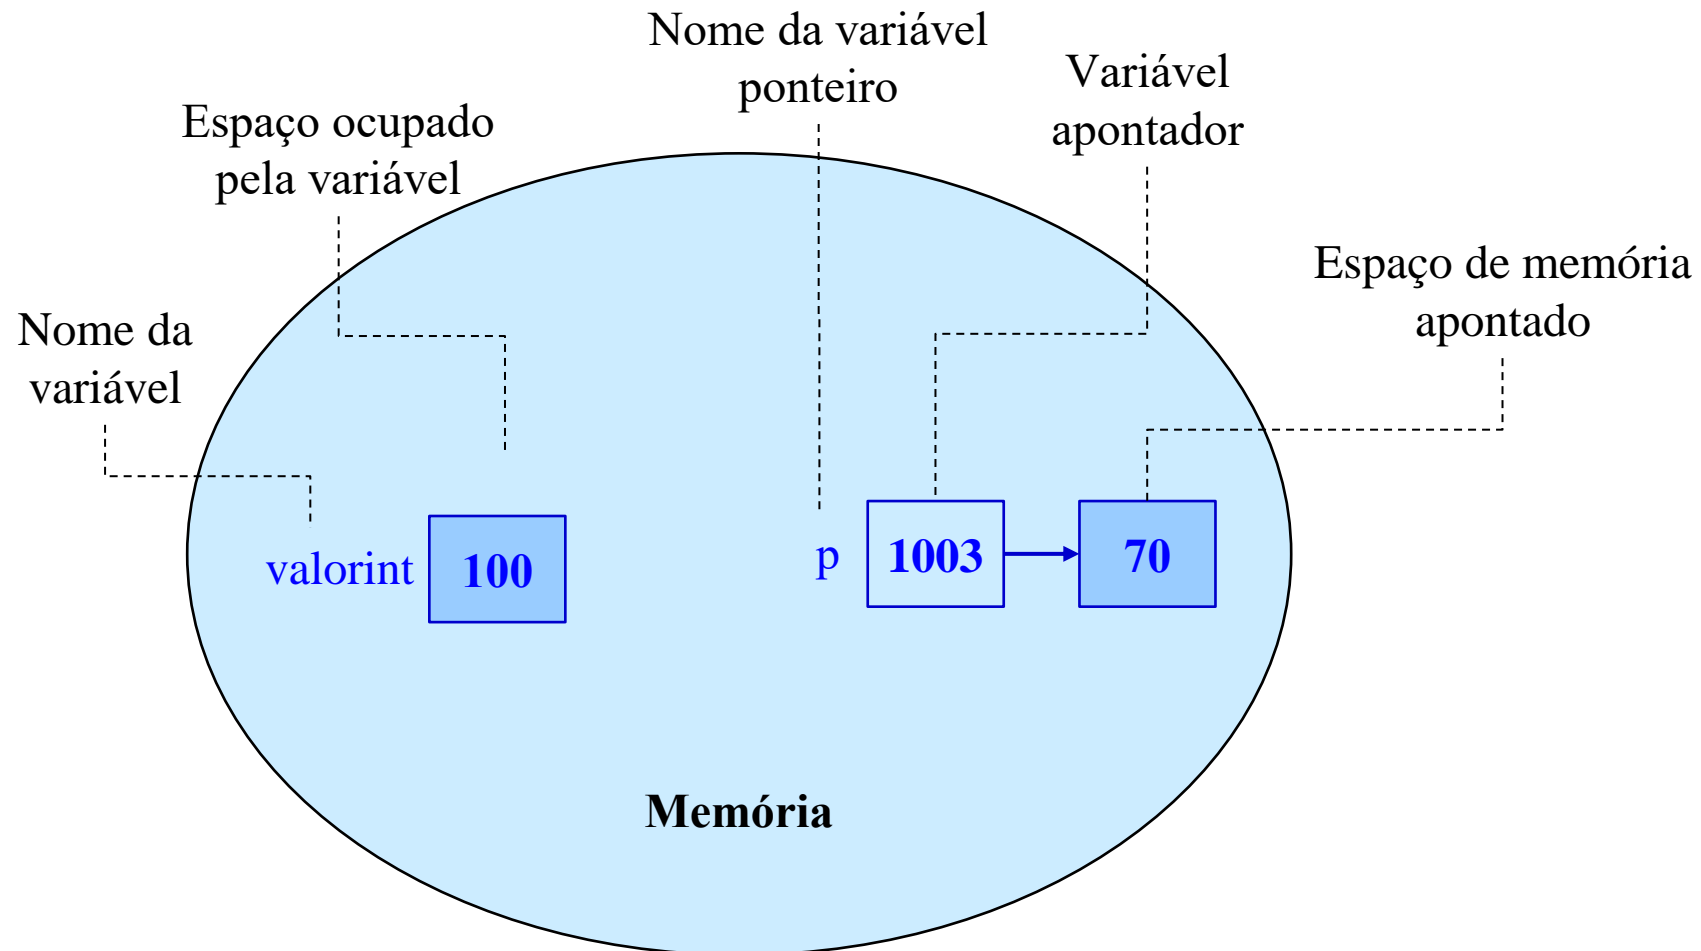 Nome da variável
ponteiro
Variável
apontador
Espaço ocupado
pela variável
Espaço de memória
apontado
Nome da
variável
valorint
100
p
1003
70
Memória